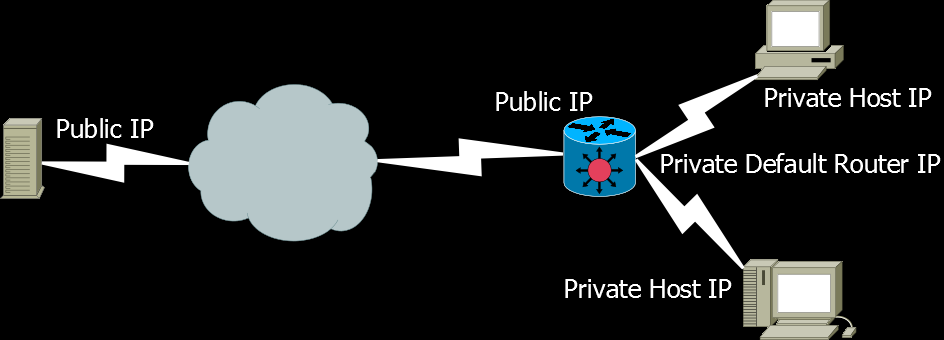 Public IP
Public IP
Private Host IP
Private Default Router IP
Private Host IP